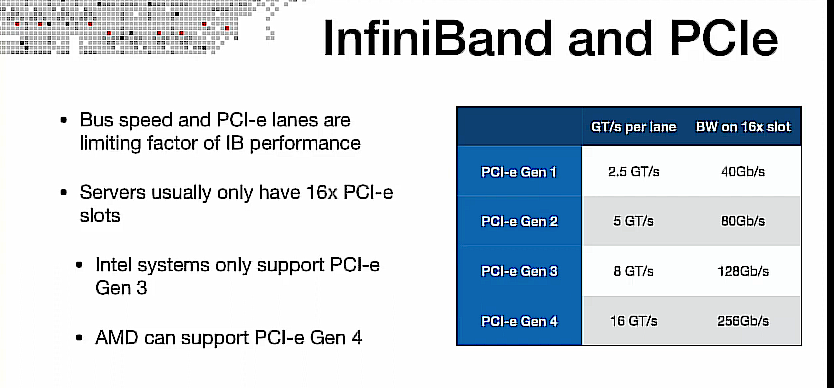 InfiniBand and PCIe
• Bus speed and PCI-e lanes are
limiting factor of IB performance
• Servers usually only have 16x PCI-e
slots
• Intel systems only support PCI-e
Gen 3
• AMD can support PCI-e Gen 4
GT/s per lane BW on 16x slot
PCI-e Gen 1 2.5 GT/s 40Gb/s
PCI-e Gen 2 5 GT/s 80Gb/s
PCI-e Gen 3 8 GT/s 128Gb/s
PCI-e Gen 4 16 GT/s 256Gb/s